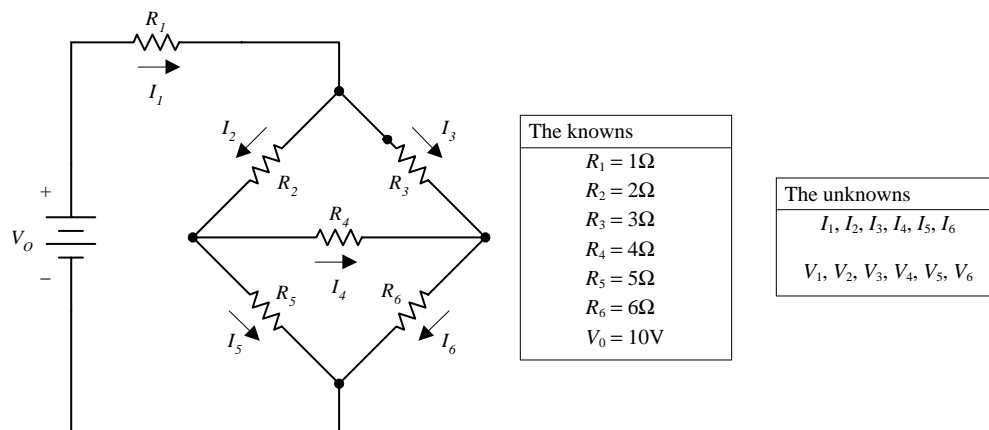 R₁
I₁
I₂
I₃
R₂
R₃
+
V_O
−
R₄
I₄
R₅
R₆
I₅
I₆
The knowns
R₁ = 1Ω
R₂ = 2Ω
R₃ = 3Ω
R₄ = 4Ω
R₅ = 5Ω
R₆ = 6Ω
V₀ = 10V
The unknowns
I₁, I₂, I₃, I₄, I₅, I₆
V₁, V₂, V₃, V₄, V₅, V₆